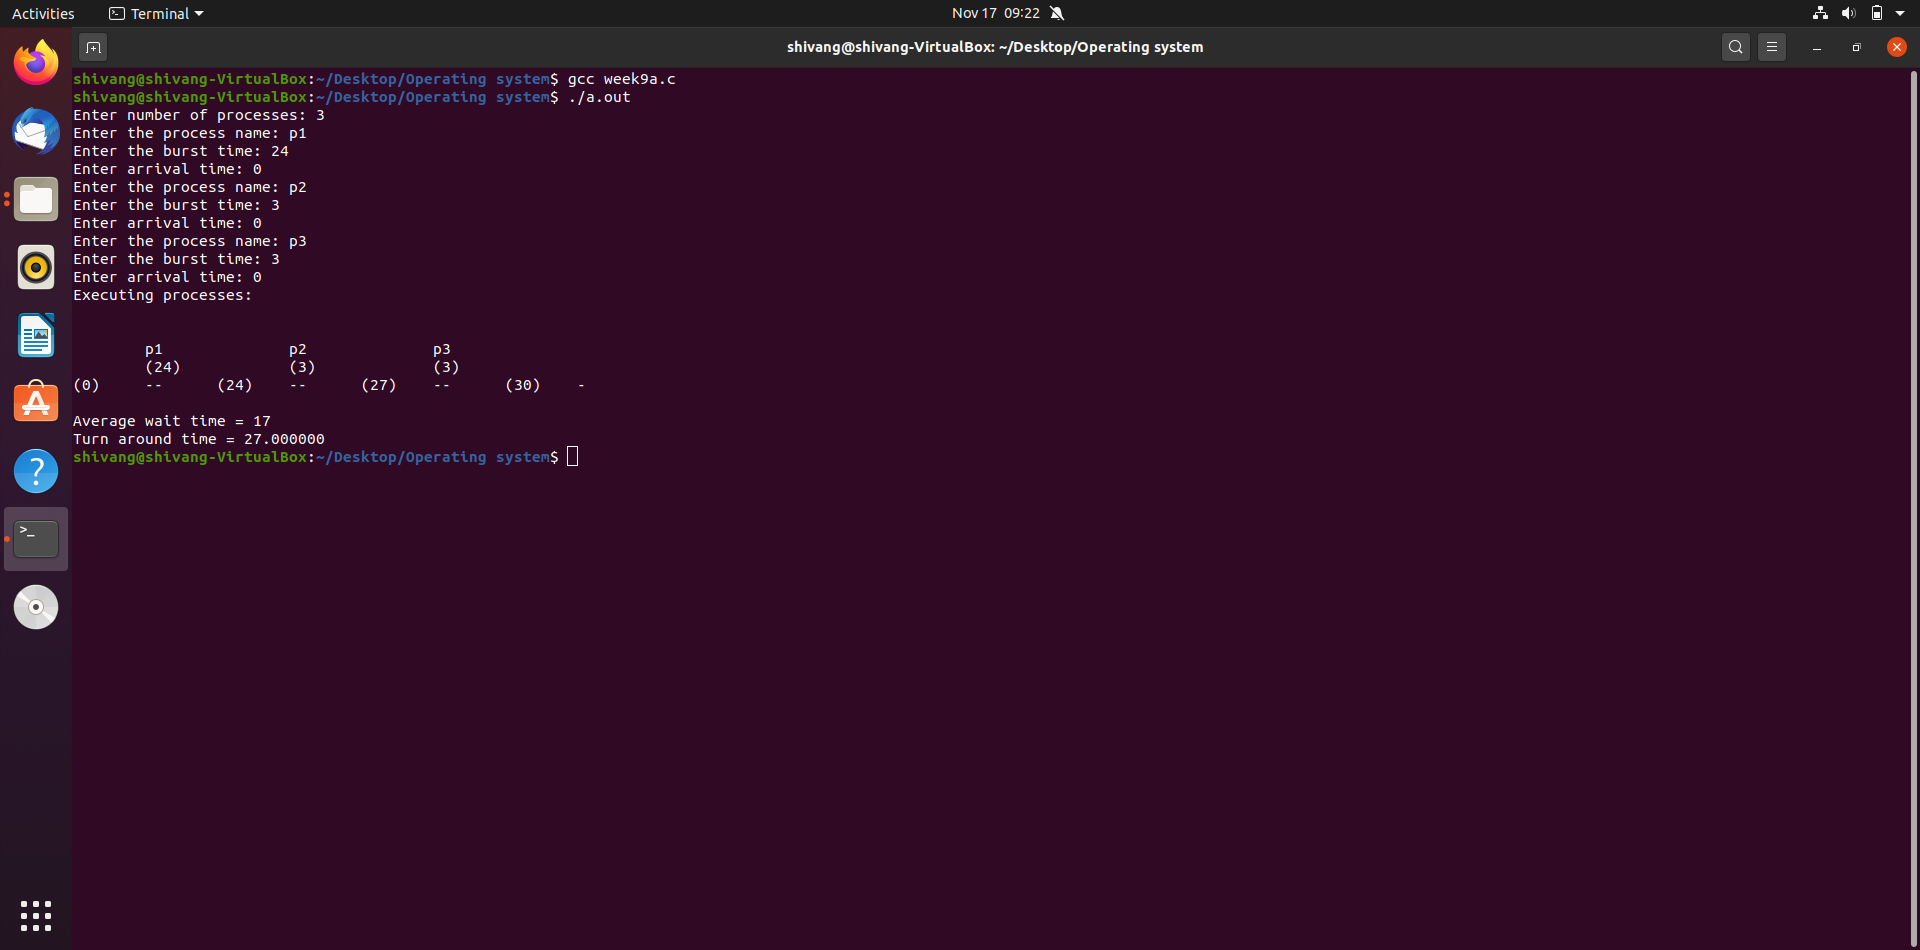 Activities Terminal Nov 17 09:22
shivang@shivang-VirtualBox: ~/Desktop/Operating system
shivang@shivang-VirtualBox:~/Desktop/Operating system$ gcc week9a.c
shivang@shivang-VirtualBox:~/Desktop/Operating system$ ./a.out
Enter number of processes: 3
Enter the process name: p1
Enter the burst time: 24
Enter arrival time: 0
Enter the process name: p2
Enter the burst time: 3
Enter arrival time: 0
Enter the process name: p3
Enter the burst time: 3
Enter arrival time: 0
Executing processes:
p1 p2 p3
(24) (3) (3)
(0) -- (24) -- (27) -- (30) -
Average wait time = 17
Turn around time = 27.000000
shivang@shivang-VirtualBox:~/Desktop/Operating system$